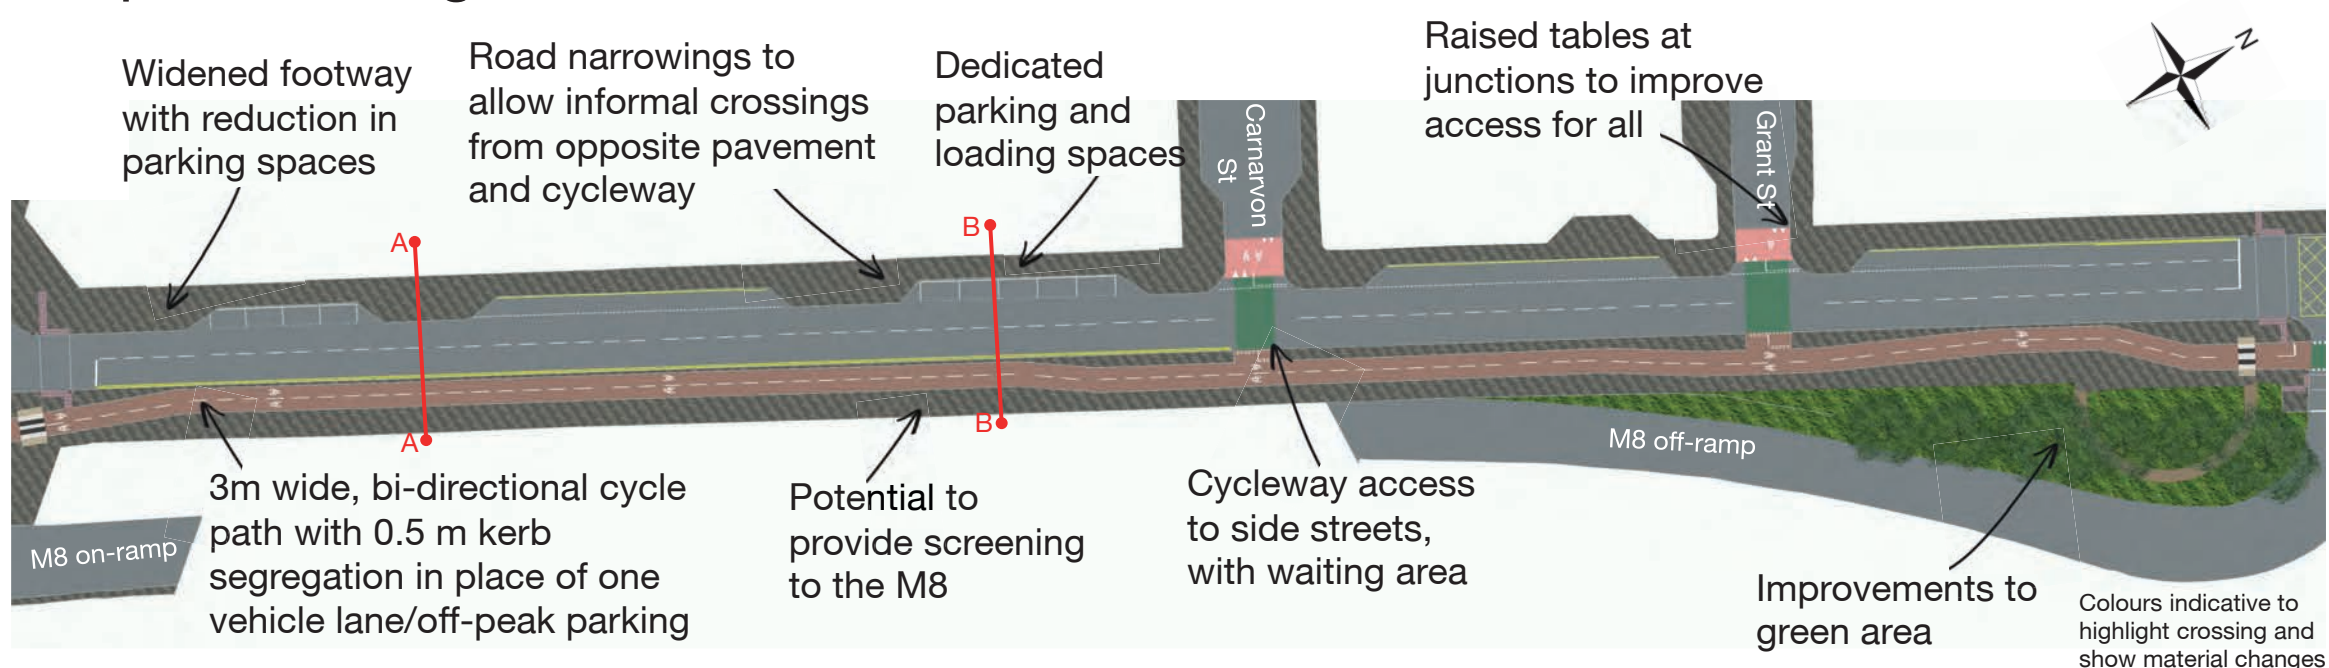 Widened footway
with reduction in
parking spaces
Road narrowings to
allow informal crossings
from opposite pavement
and cycleway
Dedicated
parking and
loading spaces
Raised tables at
junctions to improve
access for all
N
Carnarvon
St
Grant St
A
B
A
B
M8 on-ramp
3m wide, bi-directional cycle
path with 0.5 m kerb
segregation in place of one
vehicle lane/off-peak parking
Potential to
provide screening
to the M8
Cycleway access
to side streets,
with waiting area
M8 off-ramp
Improvements to
green area
Colours indicative to
highlight crossing and
show material changes